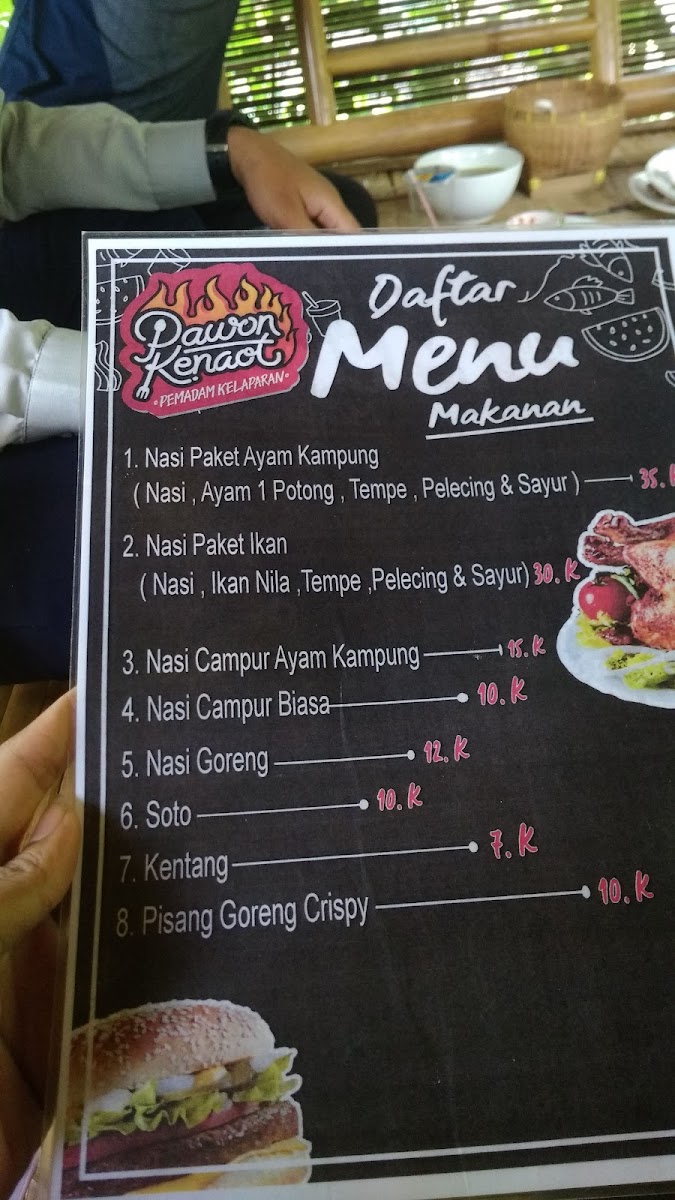 Pawon
Kenaot
• PEMADAM KELAPARAN •
Daftar
Menu
Makanan
1. Nasi Paket Ayam Kampung
( Nasi , Ayam 1 Potong , Tempe , Pelecing & Sayur ) 35.K
2. Nasi Paket Ikan
( Nasi , Ikan Nila ,Tempe ,Pelecing & Sayur) 30.K
3. Nasi Campur Ayam Kampung 15.K
4. Nasi Campur Biasa 10.K
5. Nasi Goreng 12.K
6. Soto 10.K
7. Kentang 7.K
8. Pisang Goreng Crispy 10.K